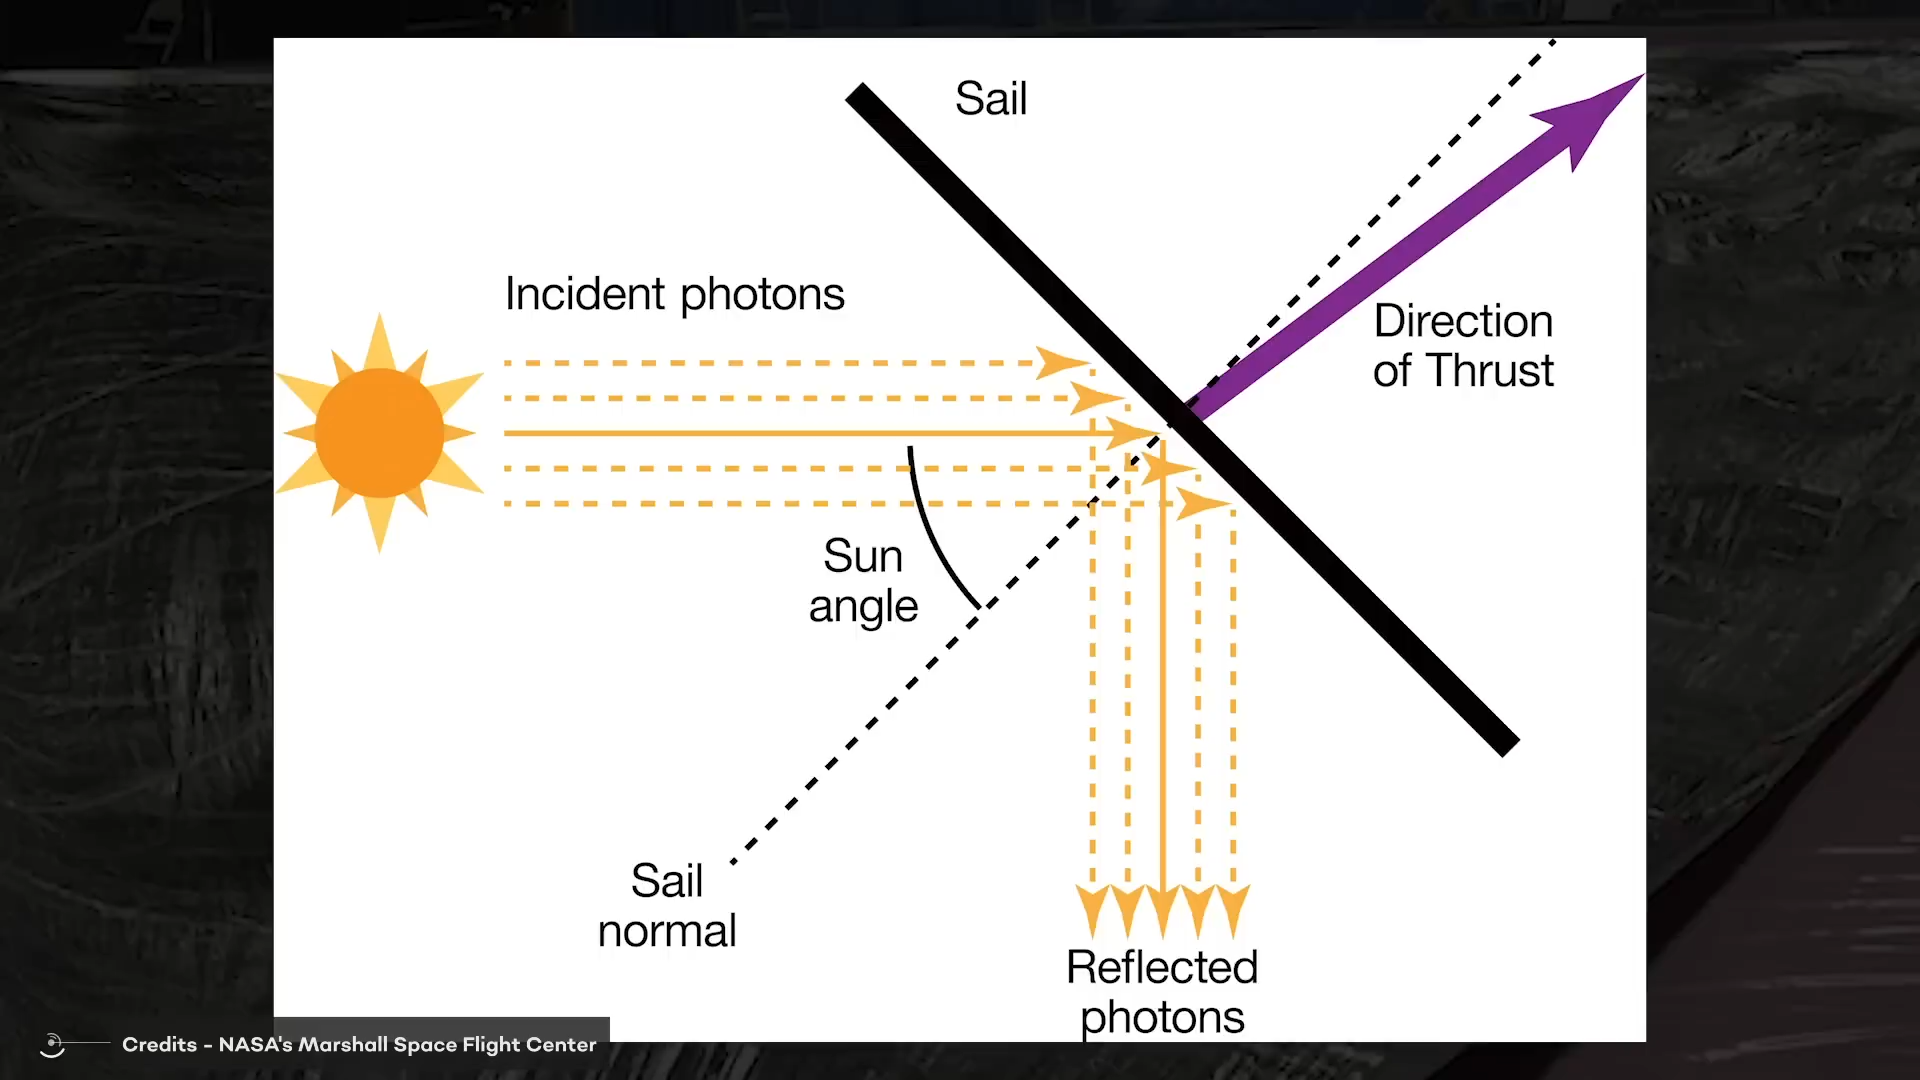 Sail
Incident photons
Direction
of Thrust
Sun
angle
Sail
normal
Reflected
photons
Credits - NASA's Marshall Space Flight Center